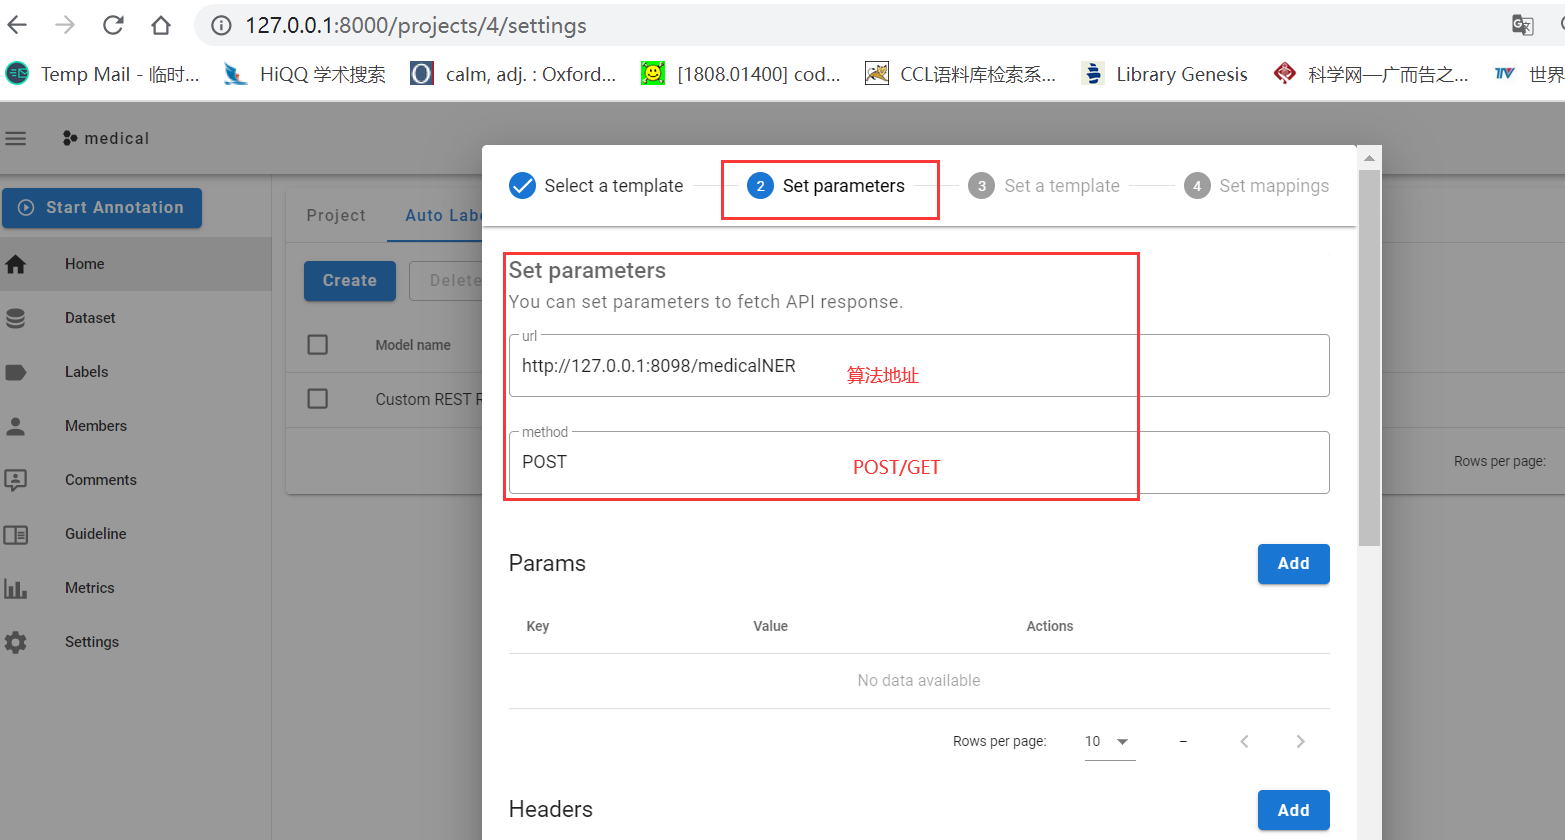 127.0.0.1:8000/projects/4/settings
Temp Mail - 临时...
HiQQ 学术搜索
calm, adj. : Oxford...
[1808.01400] cod...
CCL语料库检索系...
Library Genesis
科学网—广而告之...
世界
medical
Start Annotation
Home
Dataset
Labels
Members
Comments
Guideline
Metrics
Settings
Project
Auto Labe
Create
Delete
Model name
Custom REST R
Rows per page:
Select a template
2 Set parameters
3 Set a template
4 Set mappings
Set parameters
You can set parameters to fetch API response.
url
http://127.0.0.1:8098/medicalNER
算法地址
method
POST
POST/GET
Params
Add
Key Value Actions
No data available
Rows per page: 10 –
Headers
Add